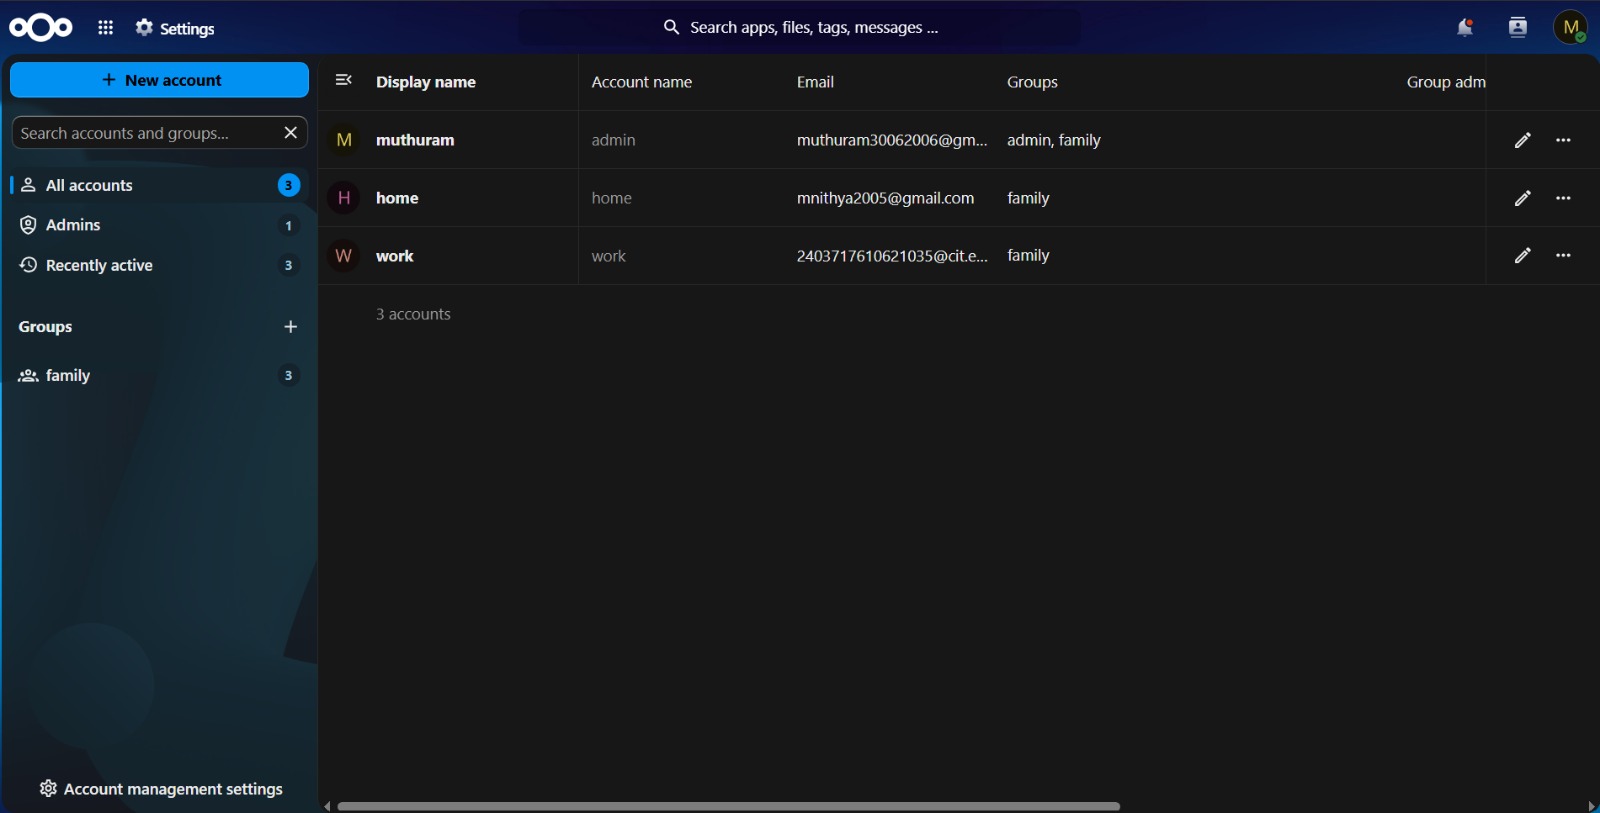 Settings
Search apps, files, tags, messages ...
M
New account
Search accounts and groups...
All accounts 3
Admins 1
Recently active 3
Groups
family 3
Account management settings
Display name Account name Email Groups Group adm
M muthuram admin muthuram30062006@gm... admin, family
H home home mnithya2005@gmail.com family
W work work 2403717610621035@cit.e... family
3 accounts